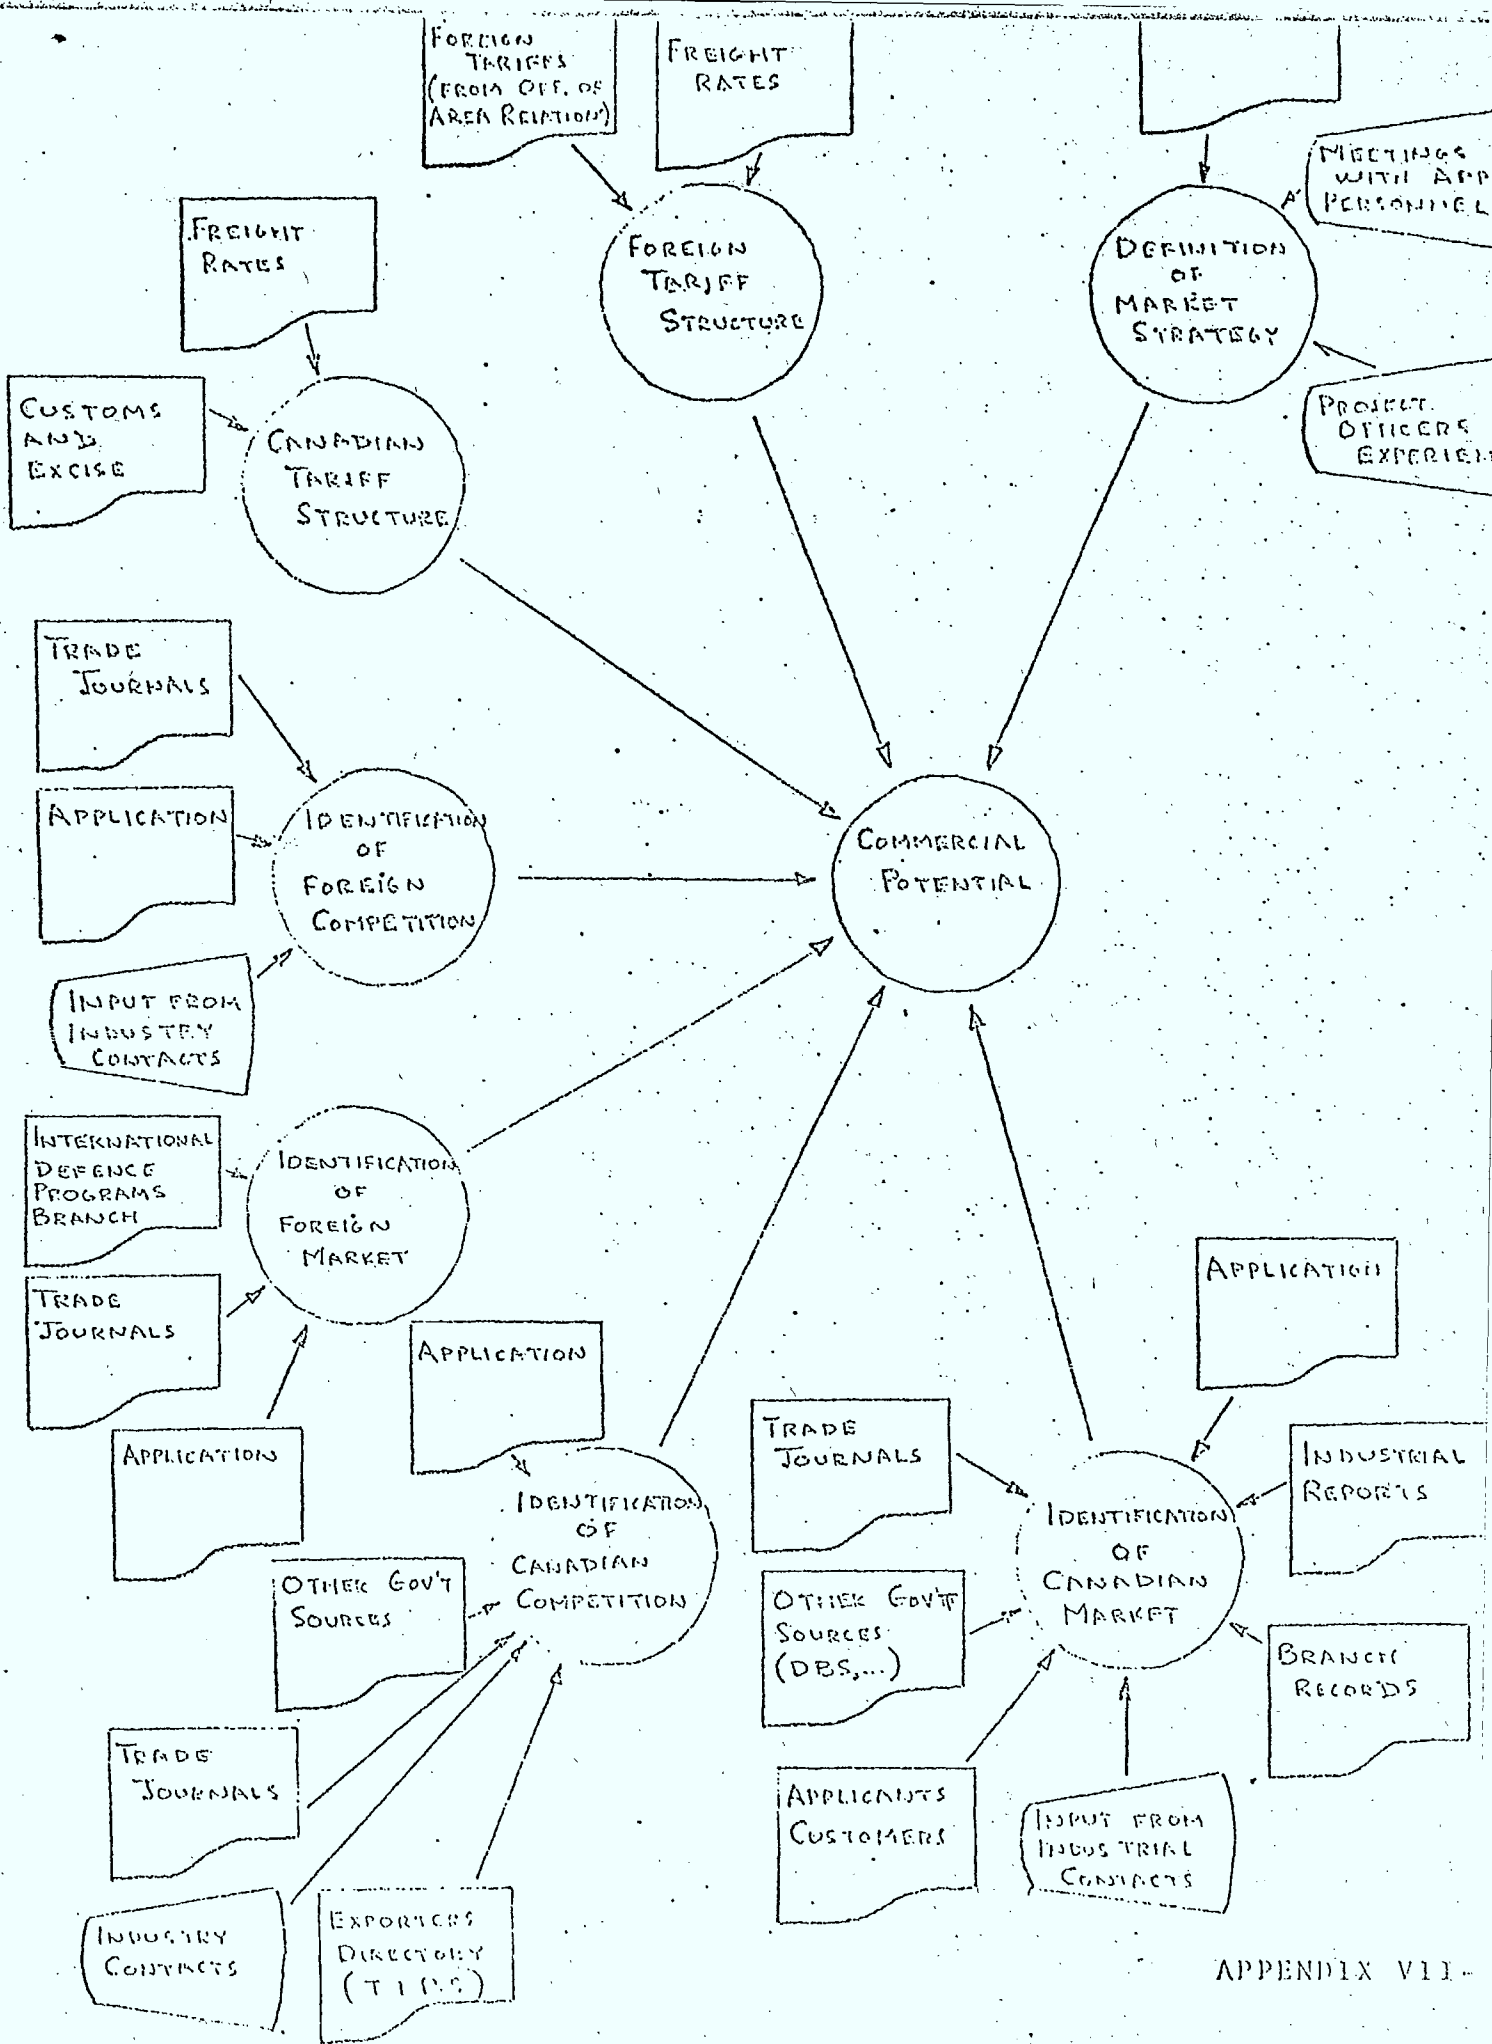 FOREIGN
TARIFFS
(FROM OFF. OF
AREA RELATION)
FREIGHT
RATES
MEETINGS
WITH APP
PERSONNEL
FREIGHT
RATES
FOREIGN
TARIFF
STRUCTURE
DEFINITION
OF
MARKET
STRATEGY
CUSTOMS
AND
EXCISE
CANADIAN
TARIFF
STRUCTURE
PROJECT
OFFICERS
EXPERIEN
TRADE
JOURNALS
APPLICATION
IDENTIFICATION
OF
FOREIGN
COMPETITION
COMMERCIAL
POTENTIAL
INPUT FROM
INDUSTRY
CONTACTS
INTERNATIONAL
DEFENCE
PROGRAMS
BRANCH
IDENTIFICATION
OF
FOREIGN
MARKET
TRADE
JOURNALS
APPLICATION
APPLICATION
APPLICATION
TRADE
JOURNALS
INDUSTRIAL
REPORTS
IDENTIFICATION
OF
CANADIAN
COMPETITION
IDENTIFICATION
OF
CANADIAN
MARKET
OTHER GOV'T
SOURCES
OTHER GOV'T
SOURCES
(DBS,...)
BRANCH
RECORDS
TRADE
JOURNALS
APPLICANTS
CUSTOMERS
INPUT FROM
INDUSTRIAL
CONTACTS
INDUSTRY
CONTACTS
EXPORTERS
DIRECTORY
APPENDIX VII-